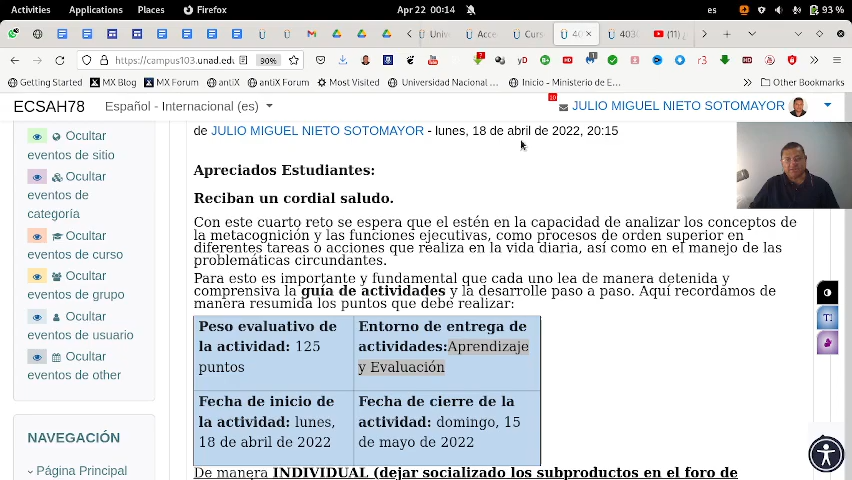 Activities Places Firefox Apr 22 00:14 es 93 %
Univ Acce Curs 40 403 (11)
https://campus103.unad.edu 90%
Getting Started MX Blog MX Forum antiX antiX Forum Most Visited Universidad Nacional ... Inicio - Ministerio de E... Other Bookmarks
ECSAH78 Español - Internacional (es) 10 JULIO MIGUEL NIETO SOTOMAYOR
Ocultar
eventos de sitio
Ocultar
eventos de
categoría
Ocultar
eventos de curso
Ocultar
eventos de grupo
Ocultar
eventos de usuario
Ocultar
eventos de other
NAVEGACIÓN
Página Principal
de JULIO MIGUEL NIETO SOTOMAYOR - lunes, 18 de abril de 2022, 20:15
Apreciados Estudiantes:
Reciban un cordial saludo.
Con este cuarto reto se espera que el estén en la capacidad de analizar los conceptos de
la metacognición y las funciones ejecutivas, como procesos de orden superior en
diferentes tareas o acciones que realiza en la vida diaria, así como en el manejo de las
problemáticas circundantes.
Para esto es importante y fundamental que cada uno lea de manera detenida y
comprensiva la guía de actividades y la desarrolle paso a paso. Aquí recordamos de
manera resumida los puntos que debe realizar:
Peso evaluativo de
la actividad: 125
puntos
Entorno de entrega de
actividades:Aprendizaje
y Evaluación
Fecha de inicio de
la actividad: lunes,
18 de abril de 2022
Fecha de cierre de la
actividad: domingo, 15
de mayo de 2022
De manera INDIVIDUAL (dejar socializado los subproductos en el foro de